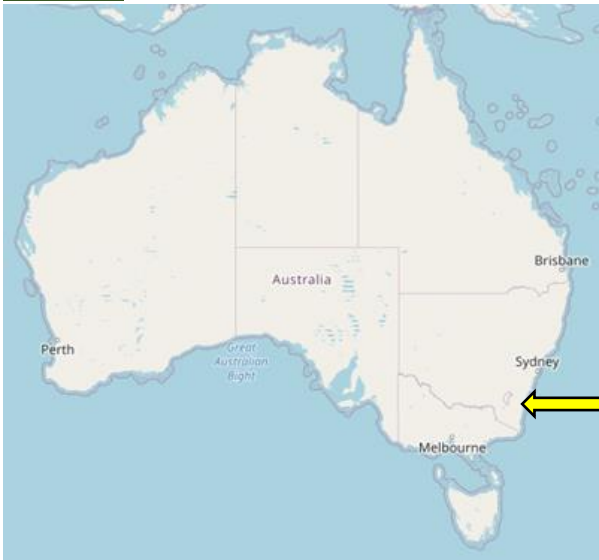 Brisbane
Australia
Perth
Great
Australian
Bight
Sydney
Melbourne